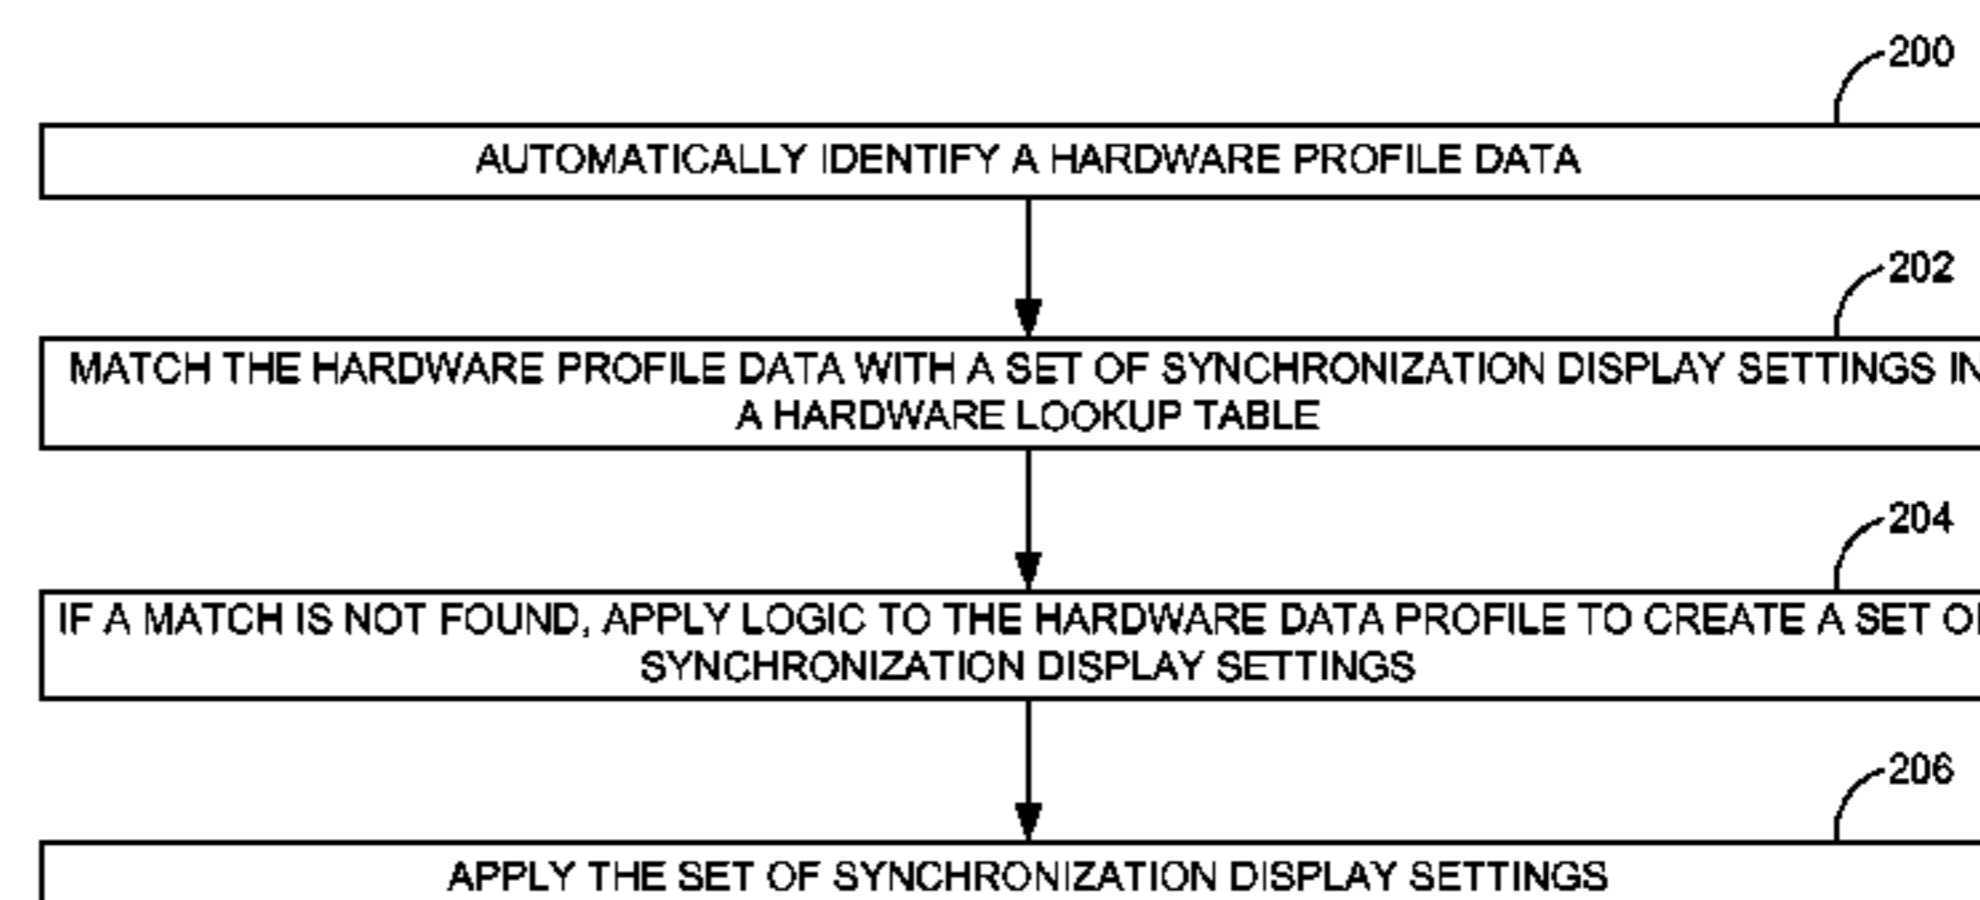 200
AUTOMATICALLY IDENTIFY A HARDWARE PROFILE DATA
202
MATCH THE HARDWARE PROFILE DATA WITH A SET OF SYNCHRONIZATION DISPLAY SETTINGS IN
A HARDWARE LOOKUP TABLE
204
IF A MATCH IS NOT FOUND, APPLY LOGIC TO THE HARDWARE DATA PROFILE TO CREATE A SET OF
SYNCHRONIZATION DISPLAY SETTINGS
206
APPLY THE SET OF SYNCHRONIZATION DISPLAY SETTINGS